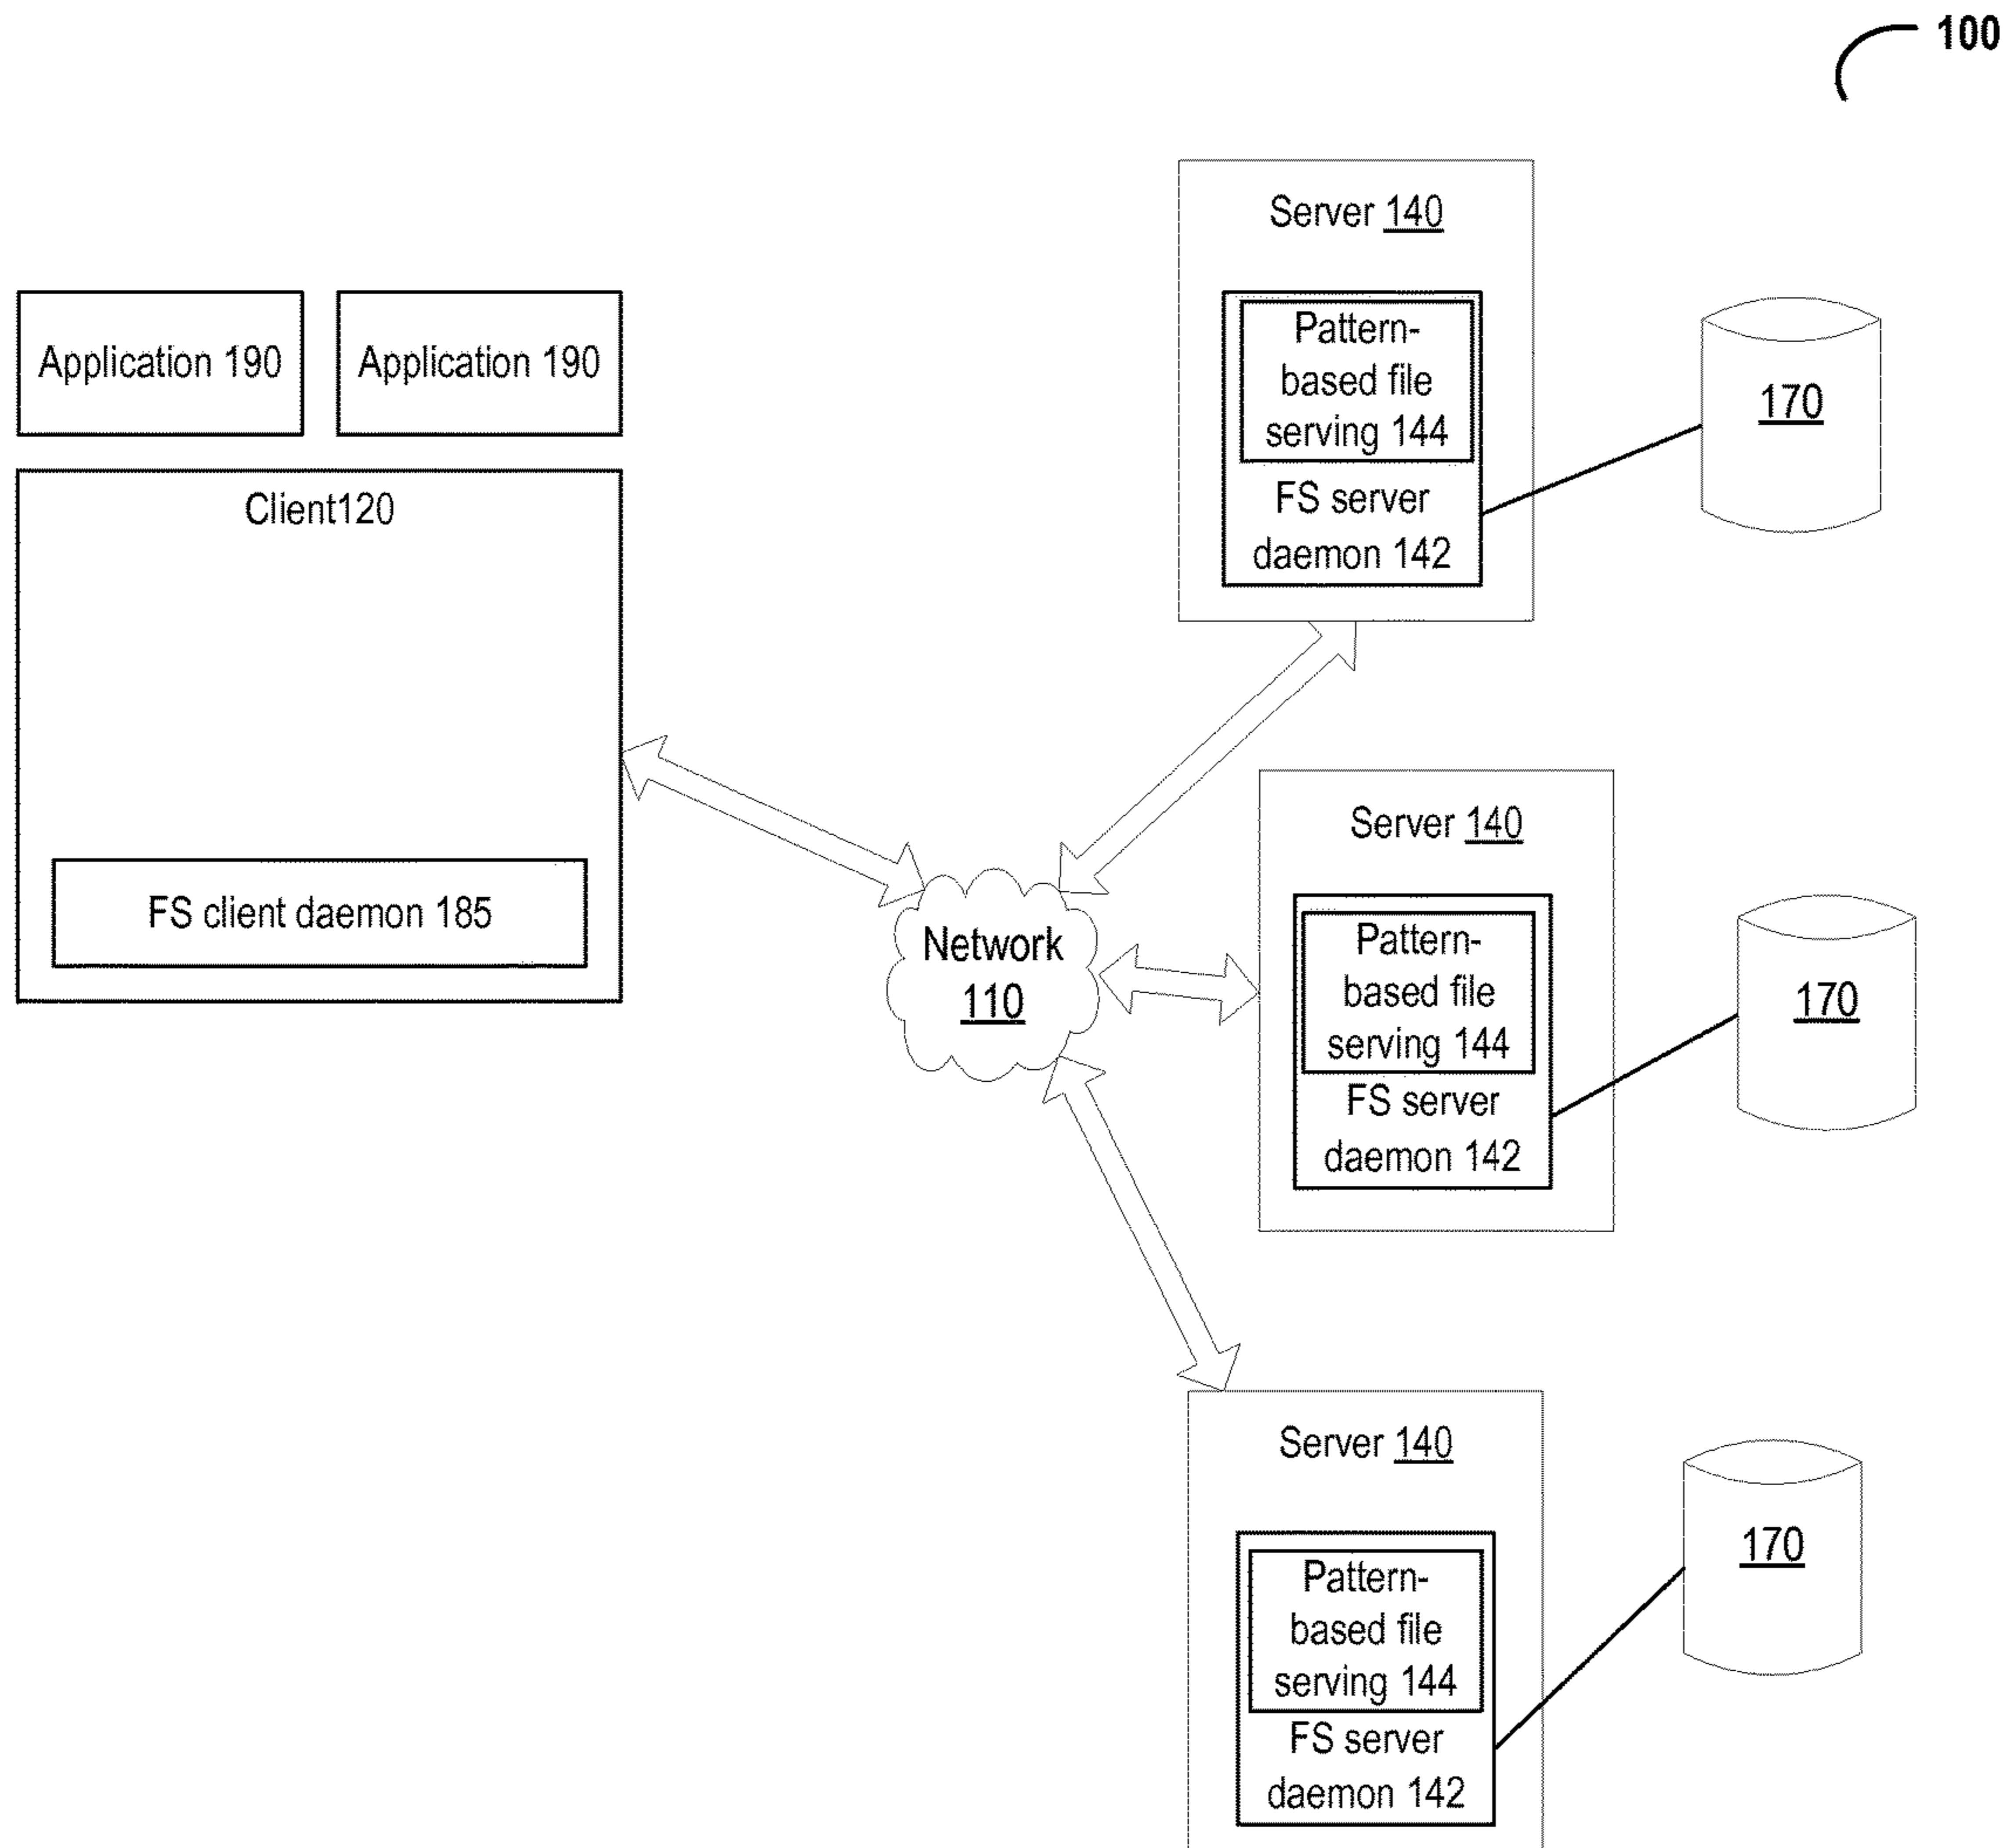 100
Server 140
Pattern-
based file
serving 144
FS server
daemon 142
170
Application 190
Application 190
Client120
FS client daemon 185
Network
110
Server 140
Pattern-
based file
serving 144
FS server
daemon 142
170
Server 140
Pattern-
based file
serving 144
FS server
daemon 142
170